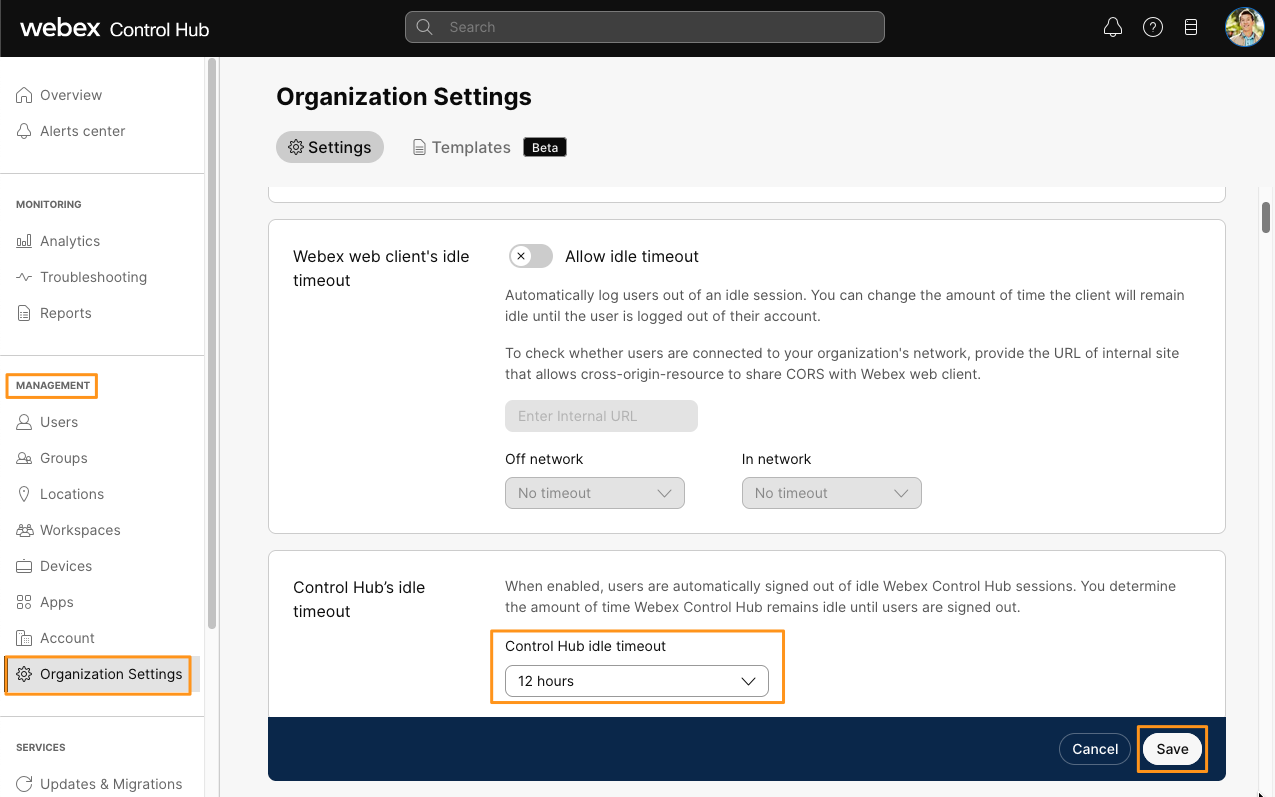 webex Control Hub
Search
Overview
Alerts center
MONITORING
Analytics
Troubleshooting
Reports
MANAGEMENT
Users
Groups
Locations
Workspaces
Devices
Apps
Account
Organization Settings
SERVICES
Updates & Migrations
Organization Settings
Settings
Templates
Beta
Webex web client's idle
timeout
Allow idle timeout
Automatically log users out of an idle session. You can change the amount of time the client will remain
idle until the user is logged out of their account.
To check whether users are connected to your organization's network, provide the URL of internal site
that allows cross-origin-resource to share CORS with Webex web client.
Enter Internal URL
Off network
In network
No timeout
No timeout
Control Hub’s idle
timeout
When enabled, users are automatically signed out of idle Webex Control Hub sessions. You determine
the amount of time Webex Control Hub remains idle until users are signed out.
Control Hub idle timeout
12 hours
Cancel
Save